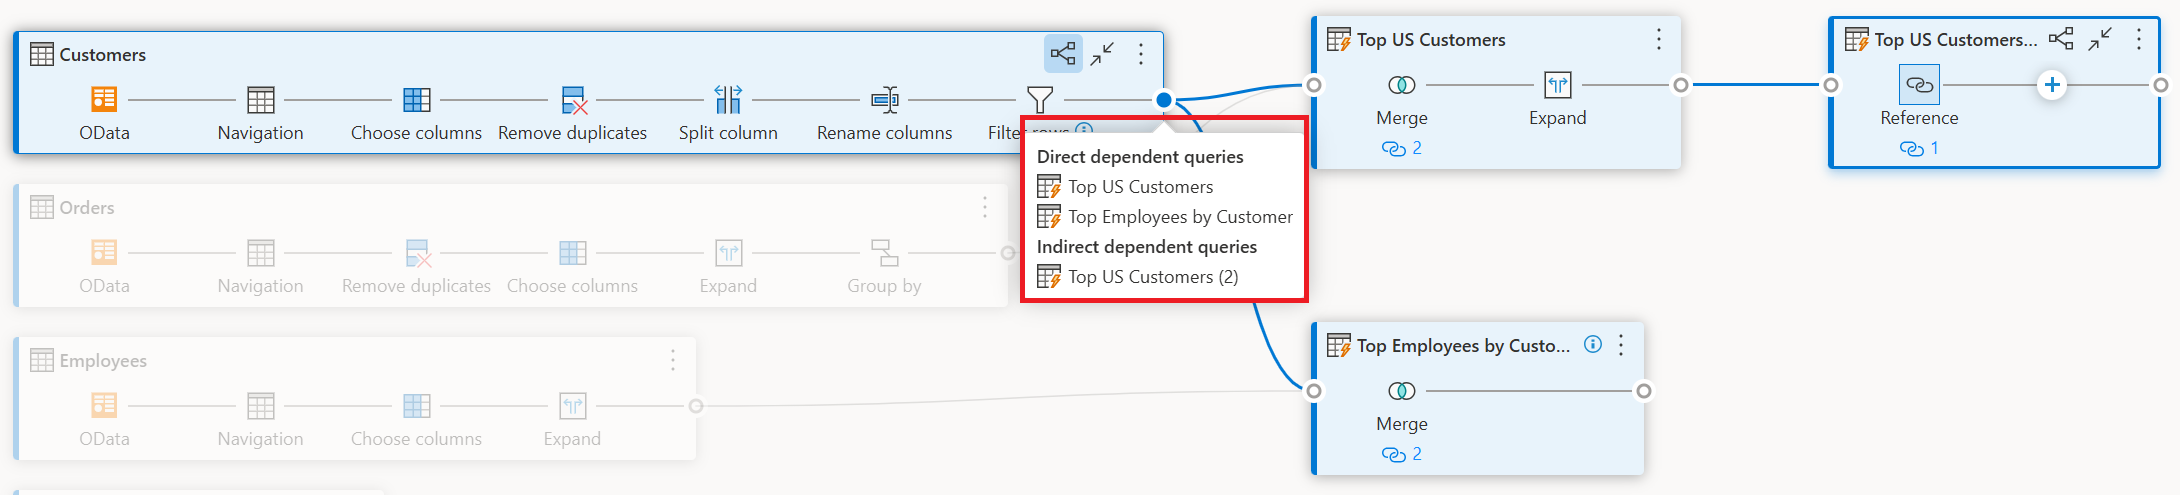 Customers
OData
Navigation
Choose columns
Remove duplicates
Split column
Rename columns
Filter rows
Direct dependent queries
Top US Customers
Top Employees by Customer
Indirect dependent queries
Top US Customers (2)
Top US Customers
Merge
2
Expand
Top US Customers...
Reference
1
Orders
OData
Navigation
Remove duplicates
Choose columns
Expand
Group by
Employees
OData
Navigation
Choose columns
Expand
Top Employees by Custo...
Merge
2